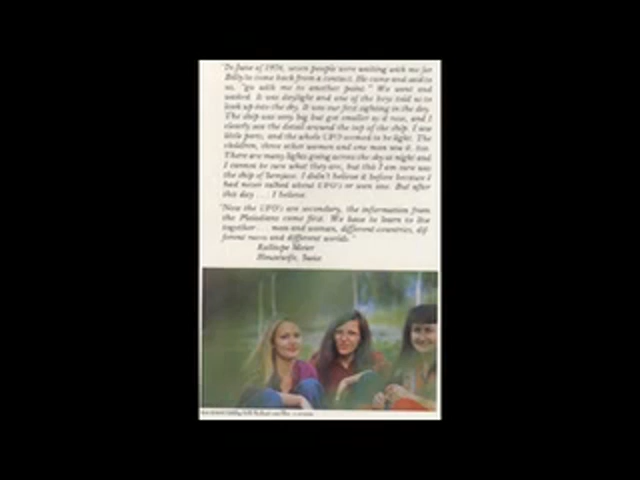 "In June of 1976, seven people were waiting with me for
Billy to come back from a contact. He came and said to
us, "go with me to another point." We went and
waited. It was daylight and one of the boys told us to
look up into the sky. It was our first sighting in the day.
The ship was very big but got smaller as it rose, and I
clearly saw the detail around the top of the ship. I saw
little ports, and the whole UFO seemed to be light. The
children, three other women and one man saw it, too.
There are many lights going across the sky at night and
I cannot be sure what they are, but this I am sure was
the ship of Semjase. I didn't believe it before because I
had never talked about UFO's or seen one. But after
this day . . . I believe.
"Now the UFO's are secondary, the information from
the Pleiadians come first. We have to learn to live
together . . . man and woman, different countries, dif
ferent races and different worlds."
Kalliope Meier
Housewife, Swiss